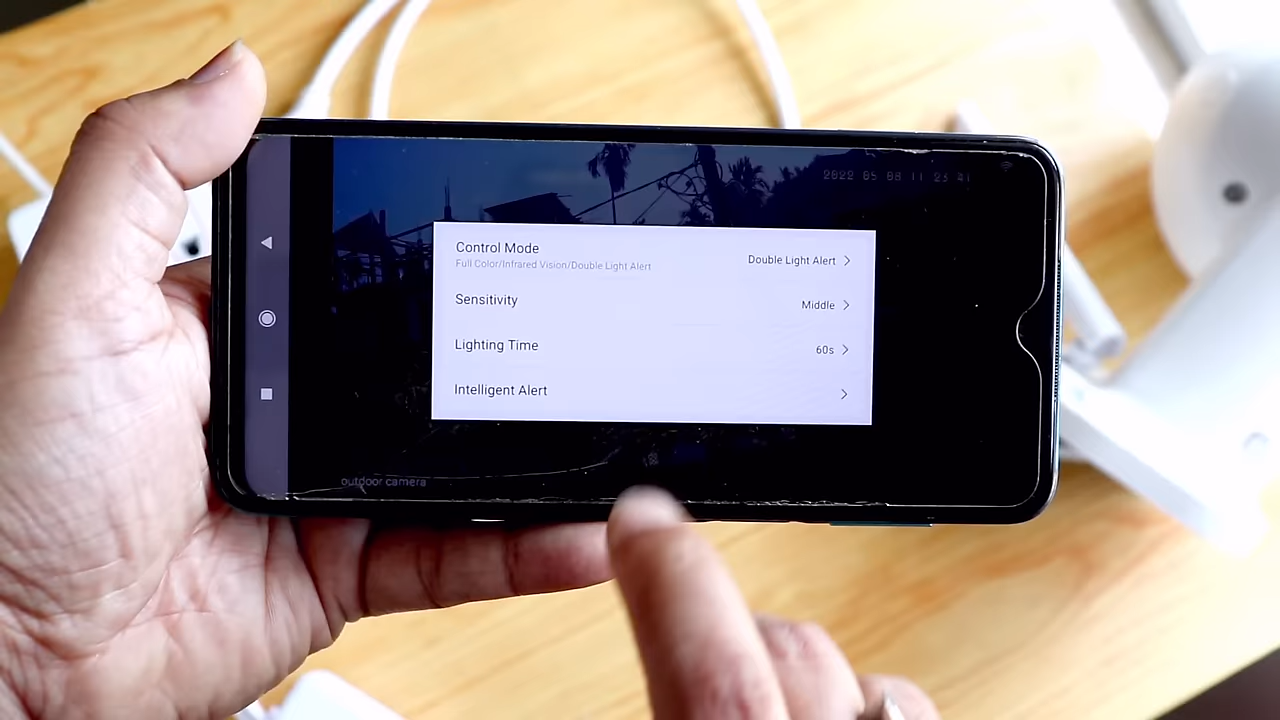 2022 05 08 11 23 41
Control Mode
Full Color/Infrared Vision/Double Light Alert
Double Light Alert
Sensitivity
Middle
Lighting Time
60s
Intelligent Alert
outdoor camera